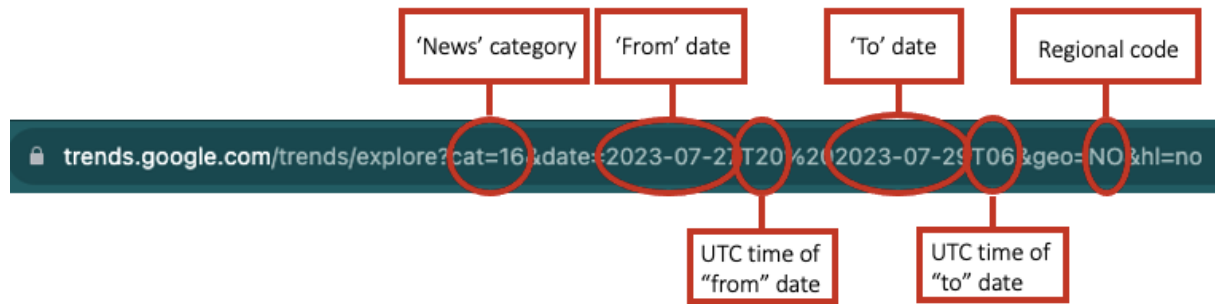 ‘News’ category
‘From’ date
‘To’ date
Regional code
trends.google.com/trends/explore?cat=16&date=2023-07-27T20%202023-07-29T06&geo=NO&hl=no
UTC time of
“from” date
UTC time of
“to” date